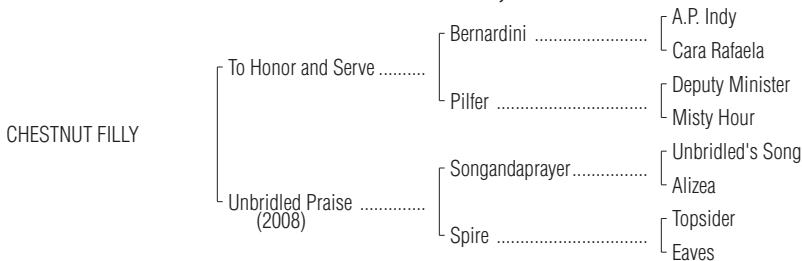 A.P. Indy
Bernardini ........................
Cara Rafaela
To Honor and Serve ..........
Deputy Minister
Pilfer ................................
Misty Hour
CHESTNUT FILLY
Unbridled's Song
Songandaprayer................
Alizea
Unbridled Praise ..............
(2008)
Topsider
Spire ................................
Eaves